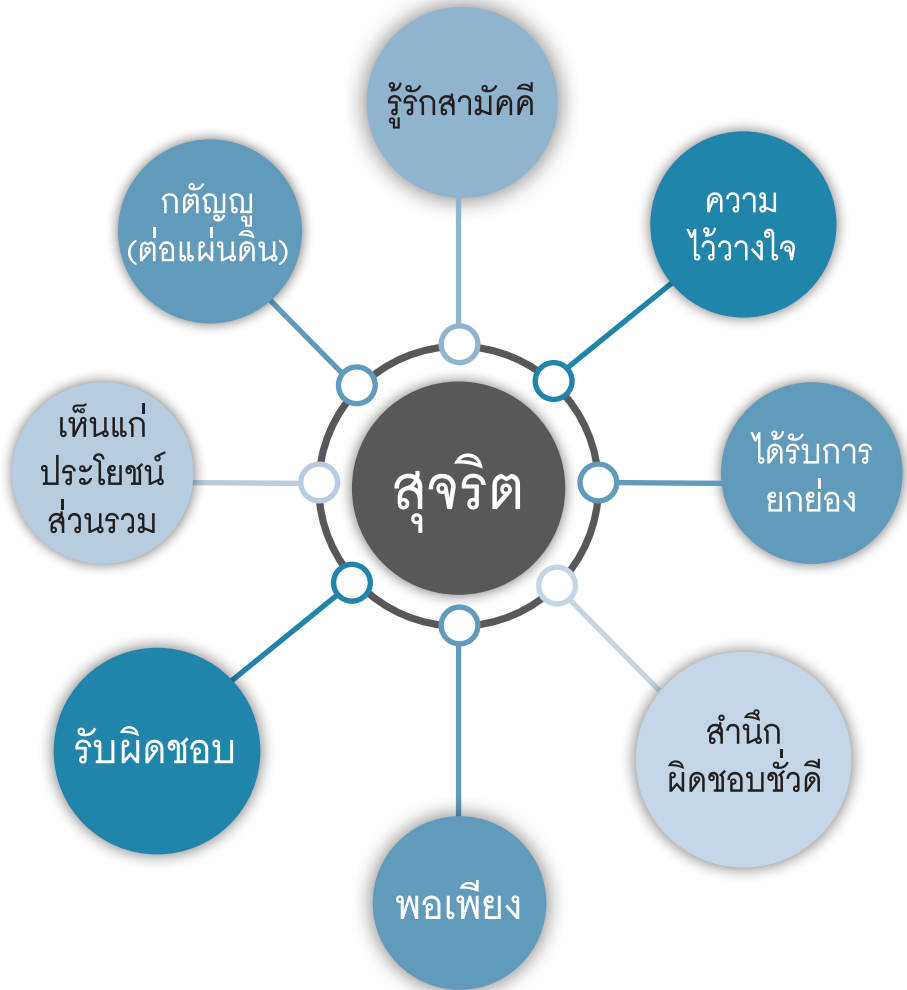 รู้รักสามัคคี
ความ
ไว้วางใจ
ได้รับการ
ยกย่อง
สำนึก
ผิดชอบชั่วดี
พอเพียง
รับผิดชอบ
เห็นแก่
ประโยชน์
ส่วนรวม
กตัญญู
(ต่อแผ่นดิน)
สุจริต